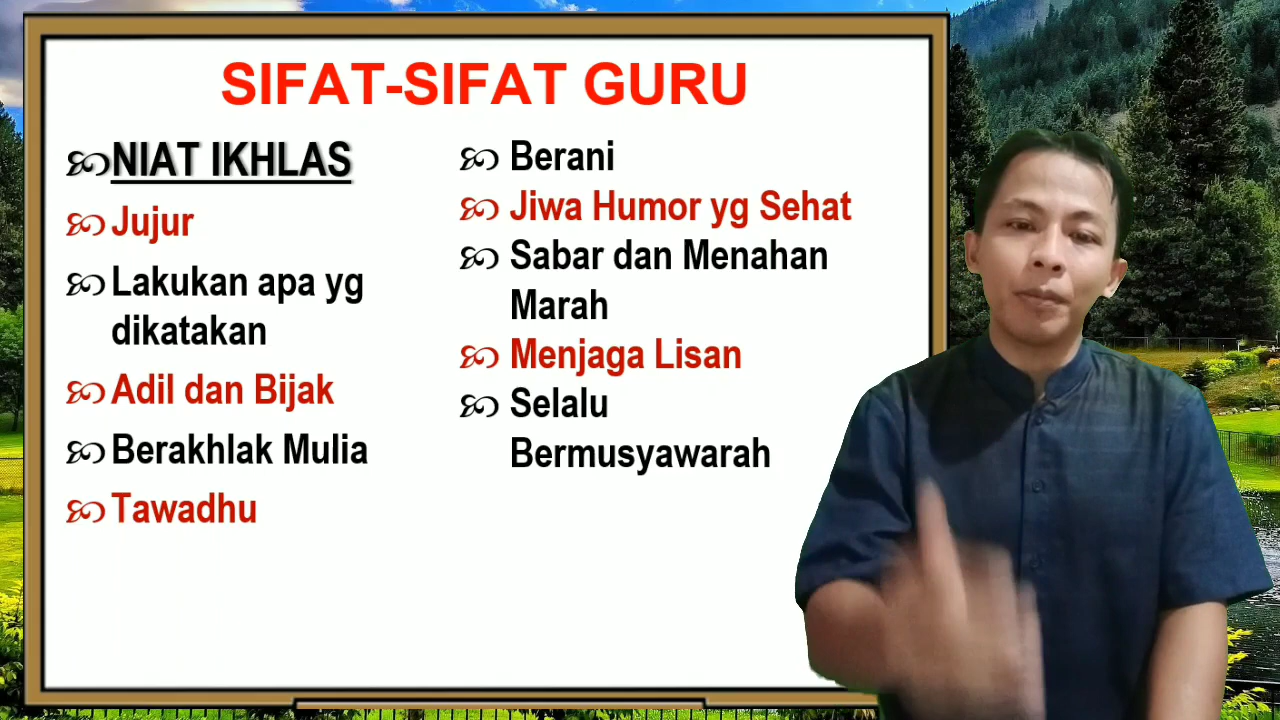 SIFAT-SIFAT GURU
NIAT IKHLAS
Jujur
Lakukan apa yg
dikatakan
Adil dan Bijak
Berakhlak Mulia
Tawadhu
Berani
Jiwa Humor yg Sehat
Sabar dan Menahan
Marah
Menjaga Lisan
Selalu
Bermusyawarah